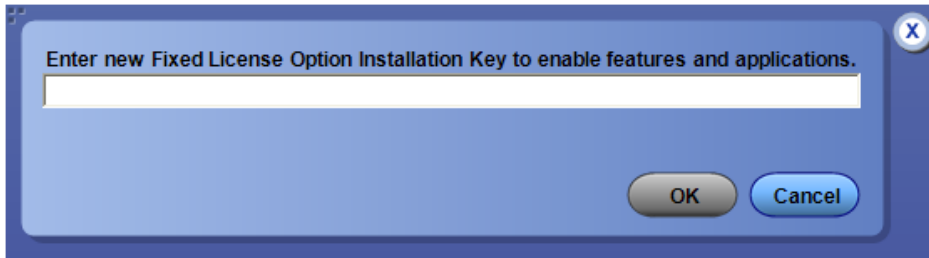 X
Enter new Fixed License Option Installation Key to enable features and applications.
OK Cancel